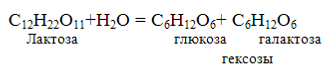 C₁₂H₂₂O₁₁+H₂O = C₆H₁₂O₆+ C₆H₁₂O₆
Лактоза глюкоза галактоза
гексозы